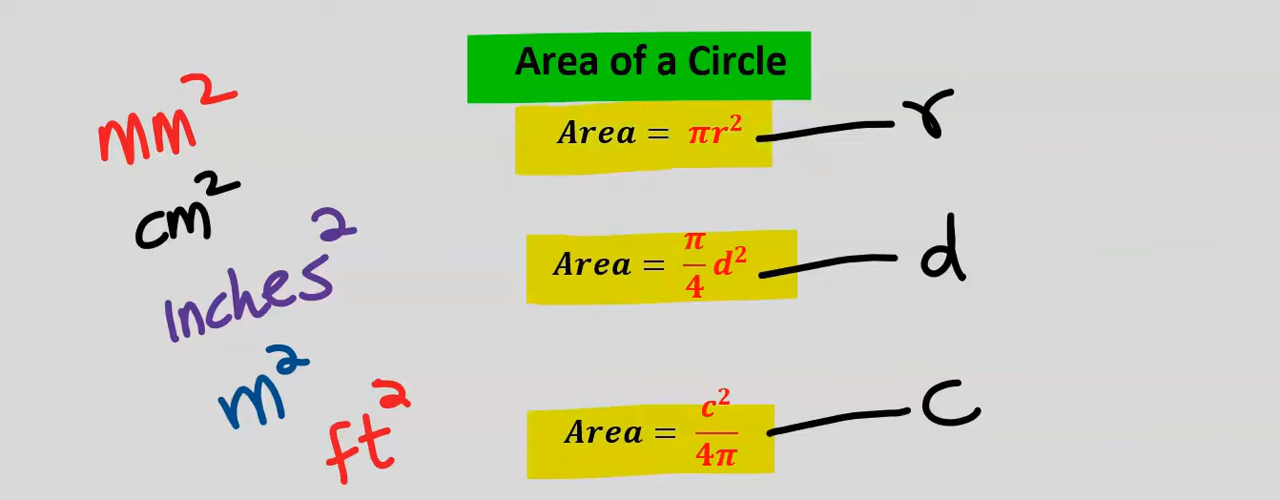 Area of a Circle
mm²
Area = πr² r
cm²
Inches²
Area = π/4 d² d
m²
ft²
Area = c²/4π C